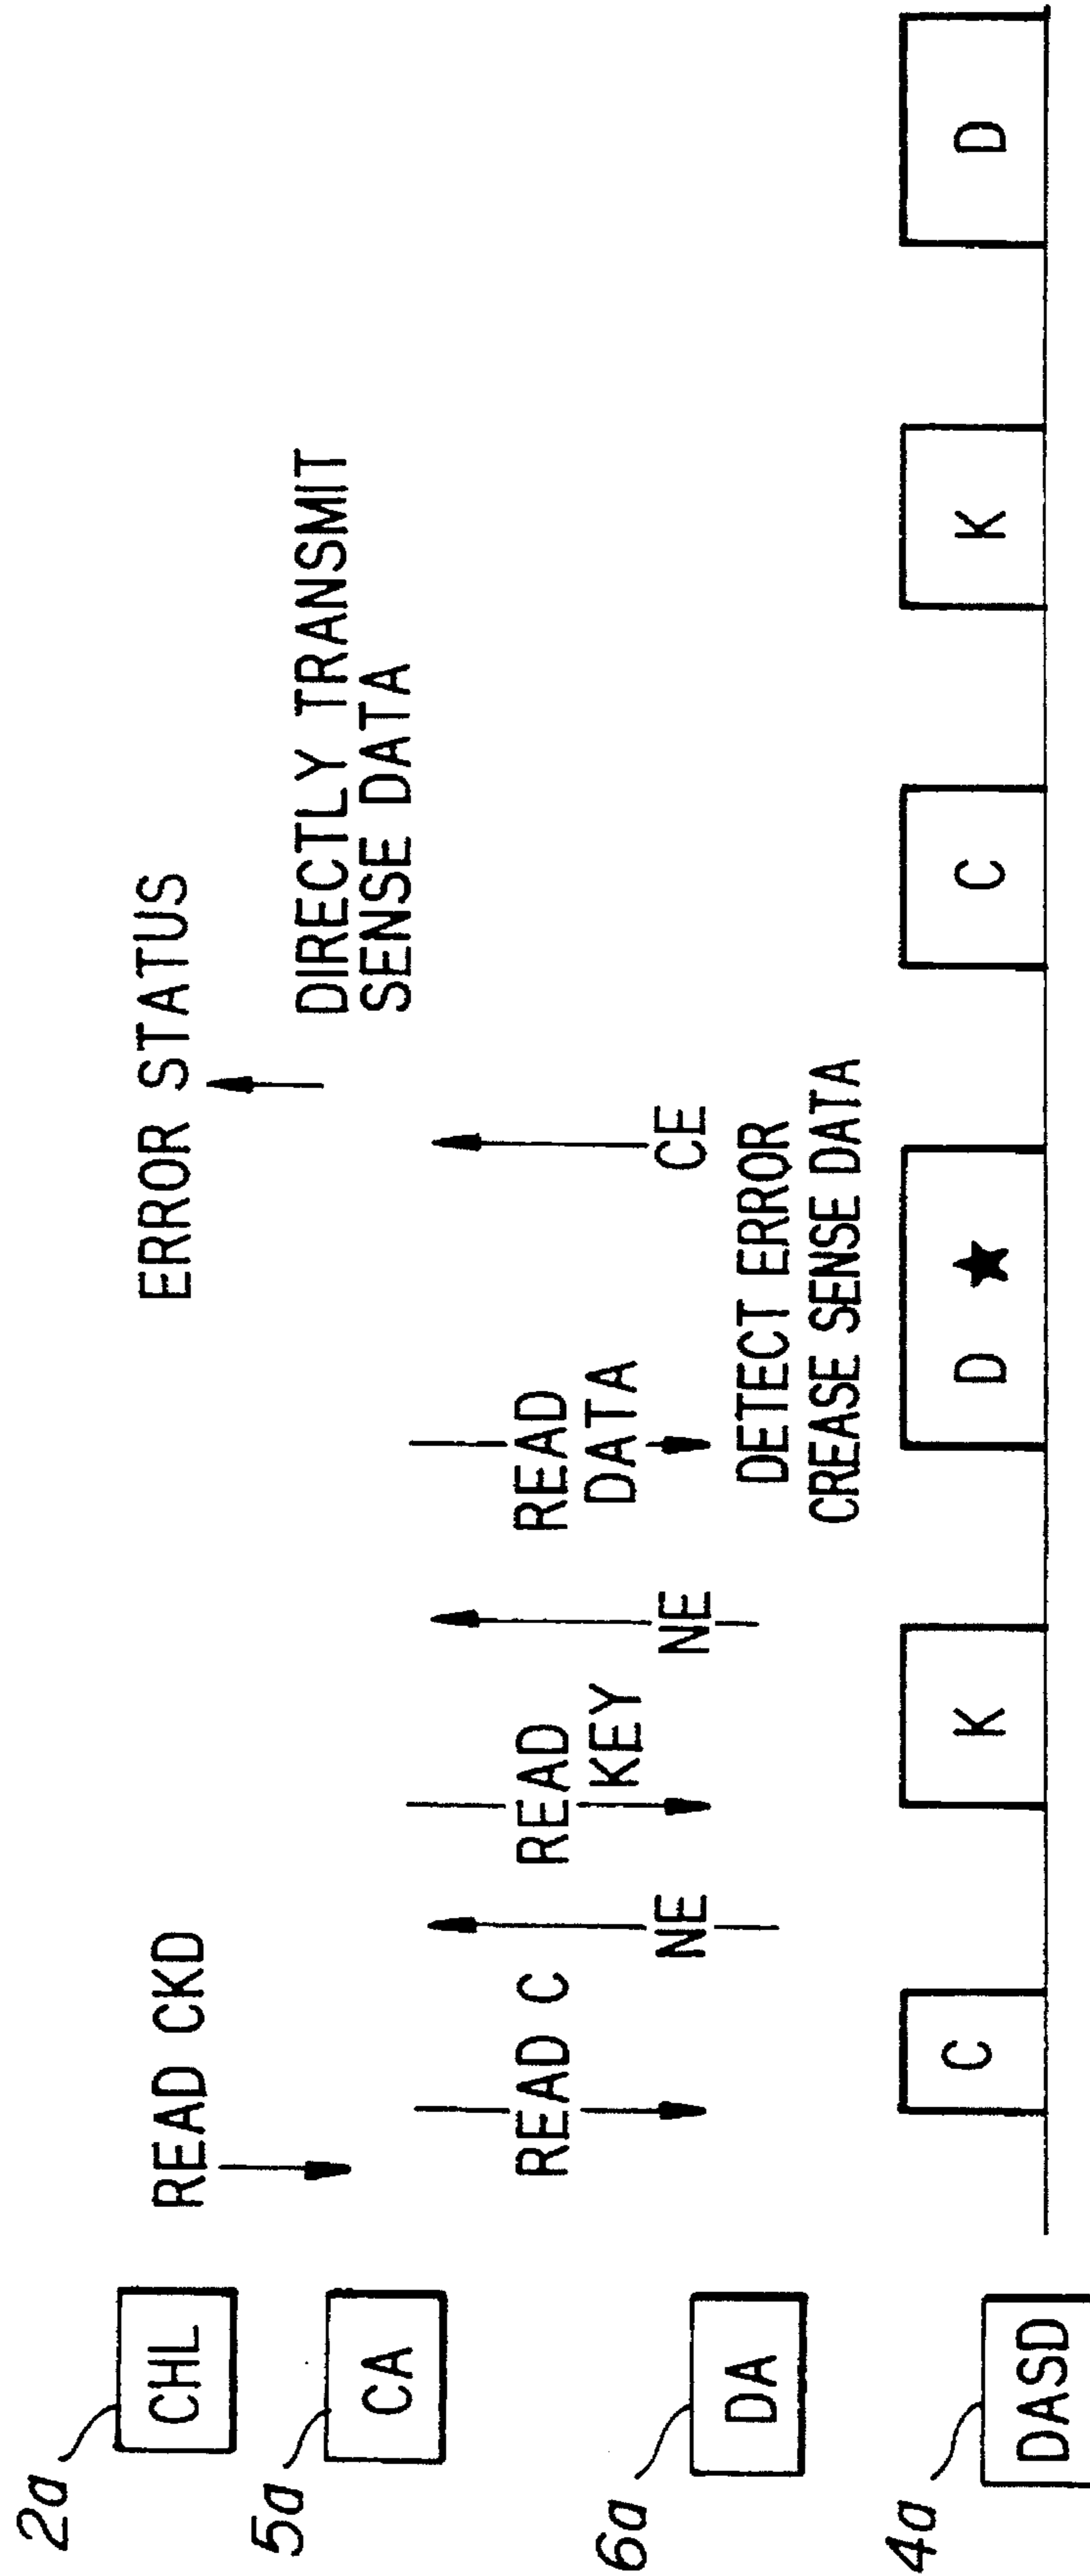 2a
CHL
READ CKD
ERROR STATUS
5a
CA
DIRECTLY TRANSMIT
SENSE DATA
READ C
READ
KEY
READ
DATA
6a
DA
NE
NE
CE
DETECT ERROR
CREASE SENSE DATA
4a
DASD
C
K
D ★
C
K
D